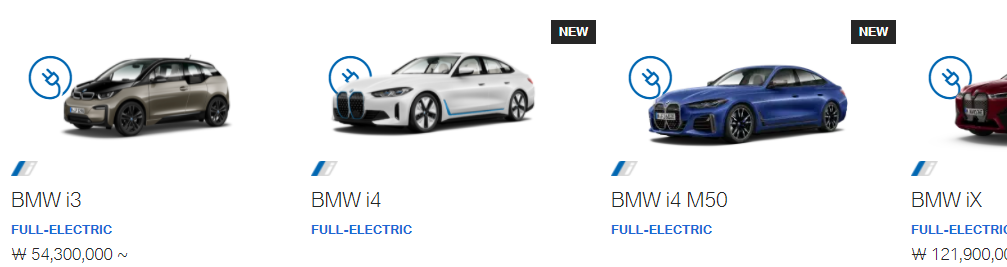 NEW
NEW
BMW i3
FULL-ELECTRIC
₩ 54,300,000 ~
BMW i4
FULL-ELECTRIC
BMW i4 M50
FULL-ELECTRIC
BMW iX
FULL-ELECTRIC
₩ 121,900,0